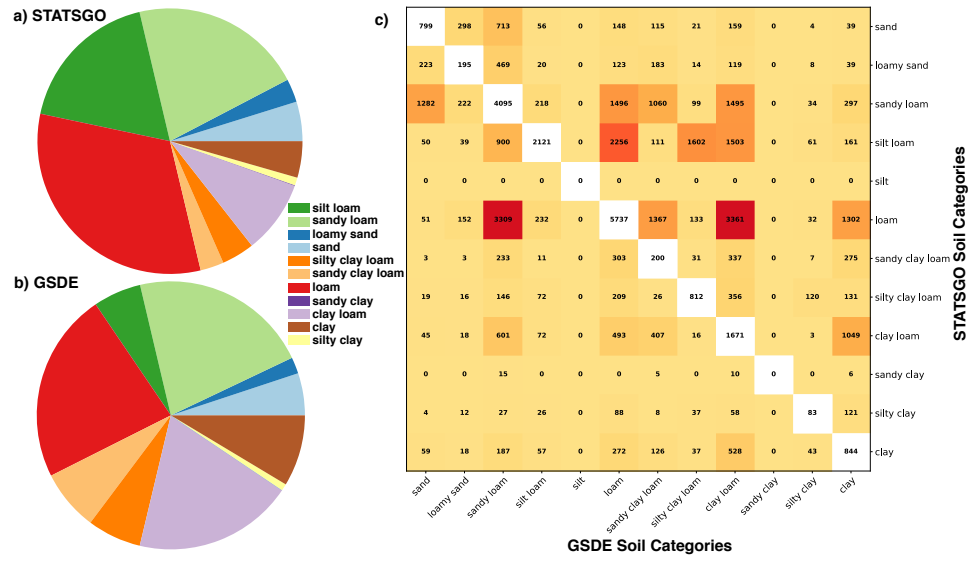 a) STATSGO
silt loam
sandy loam
loamy sand
sand
silty clay loam
sandy clay loam
loam
sandy clay
clay loam
clay
silty clay
b) GSDE
c)
799 298 713 56 0 148 115 21 159 0 4 39 sand
223 195 469 20 0 123 183 14 119 0 8 39 loamy sand
1282 222 4095 218 0 1496 1060 99 1495 0 34 297 sandy loam
50 39 900 2121 0 2256 111 1602 1503 0 61 161 silt loam
0 0 0 0 0 0 0 0 0 0 0 0 silt
51 152 3309 232 0 5737 1367 133 3361 0 32 1302 loam
3 3 233 11 0 303 200 31 337 0 7 275 sandy clay loam
19 16 146 72 0 209 26 812 356 0 120 131 silty clay loam
45 18 601 72 0 493 407 16 1671 0 3 1049 clay loam
0 0 15 0 0 0 5 0 10 0 0 6 sandy clay
4 12 27 26 0 88 8 37 58 0 83 121 silty clay
59 18 187 57 0 272 126 37 528 0 43 844 clay
sand loamy sand sandy loam silt loam silt loam sandy clay loam silty clay loam clay loam sandy clay silty clay clay
GSDE Soil Categories
STATSGO Soil Categories